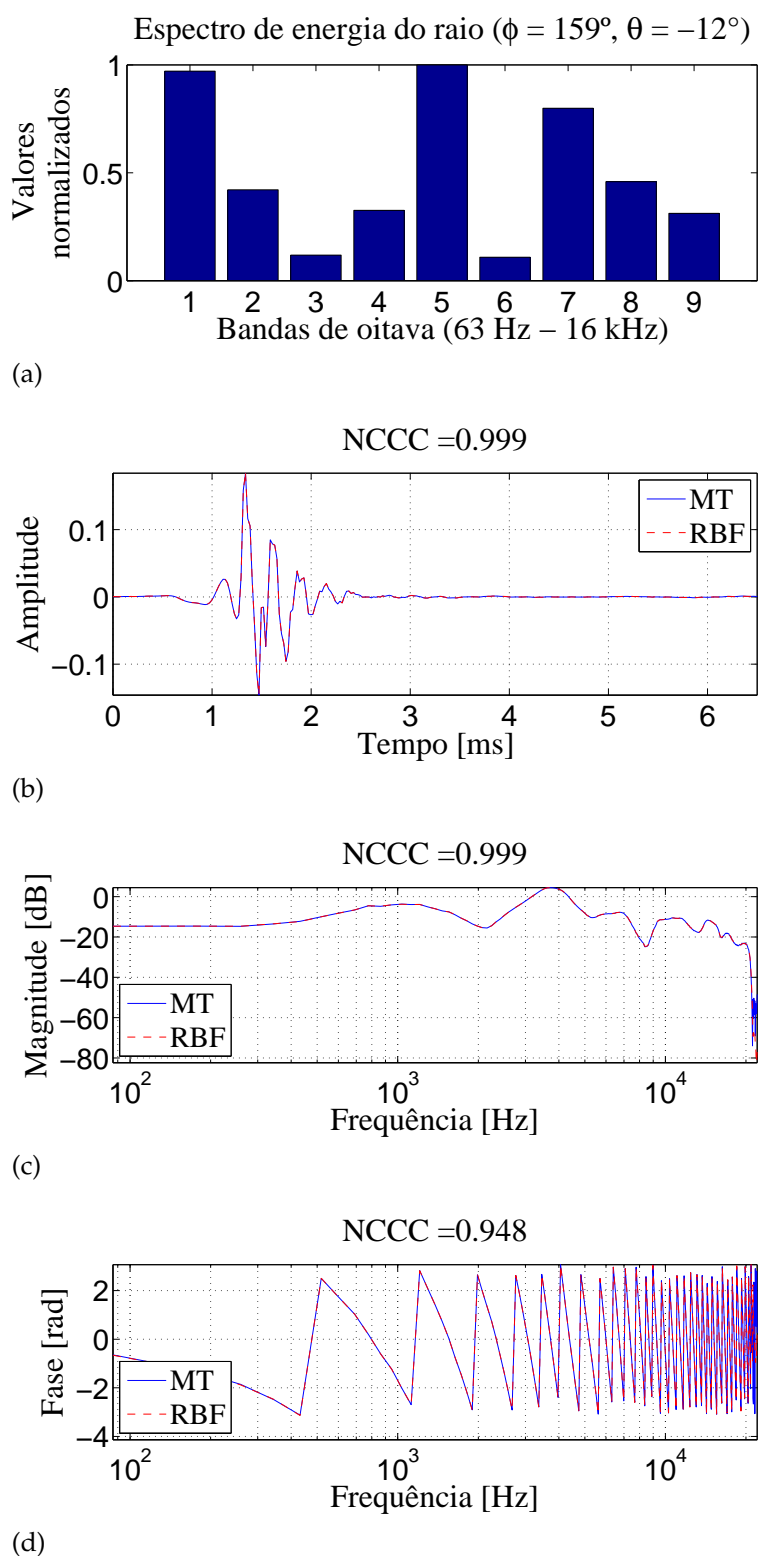 Espectro de energia do raio (ϕ = 159º, θ = −12°)
Valores
normalizados
1
0.5
0
1 2 3 4 5 6 7 8 9
Bandas de oitava (63 Hz − 16 kHz)
(a)
NCCC =0.999
Amplitude
0.1
0
−0.1
MT
RBF
0 1 2 3 4 5 6
Tempo [ms]
(b)
NCCC =0.999
Magnitude [dB]
0
−20
−40
−60
−80
MT
RBF
10² 10³ 10⁴
Frequência [Hz]
(c)
NCCC =0.948
Fase [rad]
2
0
−2
−4
MT
RBF
10² 10³ 10⁴
Frequência [Hz]
(d)